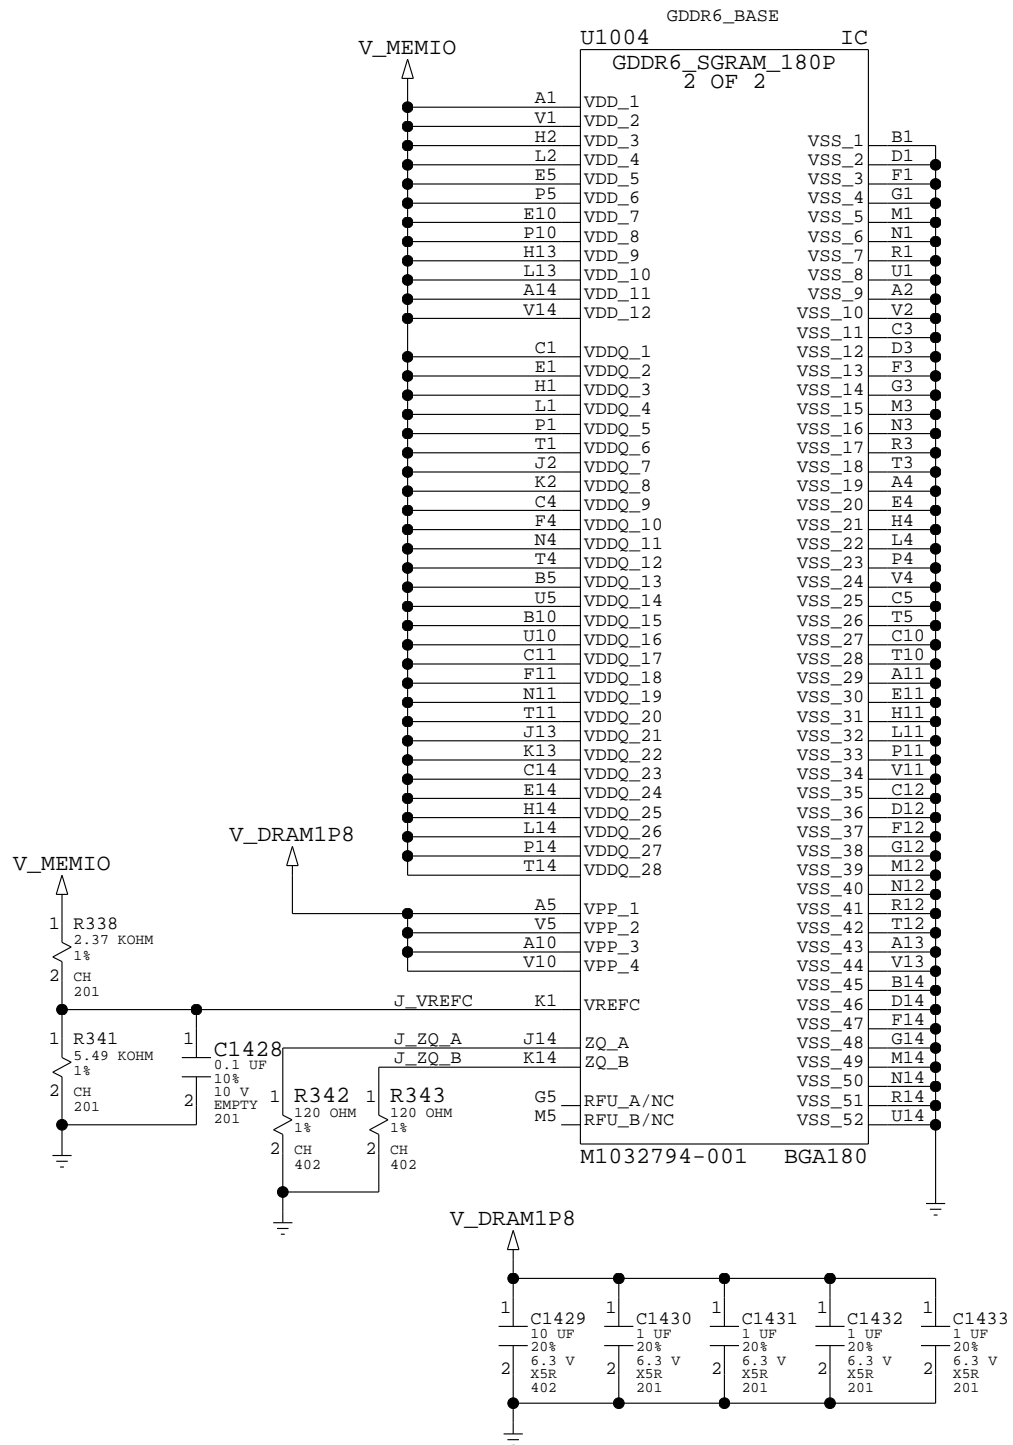 GDDR6_BASE
U1004 IC
V_MEMIO
GDDR6_SGRAM_180P
2 OF 2
A1 VDD_1
V1 VDD_2
H2 VDD_3
L2 VDD_4
E5 VDD_5
P5 VDD_6
E10 VDD_7
P10 VDD_8
H13 VDD_9
L13 VDD_10
A14 VDD_11
V14 VDD_12
C1 VDDQ_1
E1 VDDQ_2
H1 VDDQ_3
L1 VDDQ_4
P1 VDDQ_5
T1 VDDQ_6
J2 VDDQ_7
K2 VDDQ_8
C4 VDDQ_9
F4 VDDQ_10
N4 VDDQ_11
T4 VDDQ_12
B5 VDDQ_13
U5 VDDQ_14
B10 VDDQ_15
U10 VDDQ_16
C11 VDDQ_17
F11 VDDQ_18
N11 VDDQ_19
T11 VDDQ_20
J13 VDDQ_21
K13 VDDQ_22
C14 VDDQ_23
E14 VDDQ_24
H14 VDDQ_25
L14 VDDQ_26
P14 VDDQ_27
T14 VDDQ_28
V_DRAM1P8
A5 VPP_1
V5 VPP_2
A10 VPP_3
V10 VPP_4
J_VREFC K1 VREFC
J_ZQ_A J14 ZQ_A
J_ZQ_B K14 ZQ_B
G5 RFU_A/NC
M5 RFU_B/NC
VSS_1 B1
VSS_2 D1
VSS_3 F1
VSS_4 G1
VSS_5 M1
VSS_6 N1
VSS_7 R1
VSS_8 U1
VSS_9 A2
VSS_10 V2
VSS_11 C3
VSS_12 D3
VSS_13 F3
VSS_14 G3
VSS_15 M3
VSS_16 N3
VSS_17 R3
VSS_18 T3
VSS_19 A4
VSS_20 E4
VSS_21 H4
VSS_22 L4
VSS_23 P4
VSS_24 V4
VSS_25 C5
VSS_26 T5
VSS_27 C10
VSS_28 T10
VSS_29 A11
VSS_30 E11
VSS_31 H11
VSS_32 L11
VSS_33 P11
VSS_34 V11
VSS_35 C12
VSS_36 D12
VSS_37 F12
VSS_38 G12
VSS_39 M12
VSS_40 N12
VSS_41 R12
VSS_42 T12
VSS_43 A13
VSS_44 V13
VSS_45 B14
VSS_46 D14
VSS_47 F14
VSS_48 G14
VSS_49 M14
VSS_50 N14
VSS_51 R14
VSS_52 U14
M1032794-001 BGA180
V_MEMIO
1 R338
2.37 KOHM
1%
2 CH
201
1 R341
5.49 KOHM
1%
2 CH
201
1 C1428
0.1 UF
10%
10 V
2 EMPTY
201
1 R342
120 OHM
1%
2 CH
402
1 R343
120 OHM
1%
2 CH
402
V_DRAM1P8
1 C1429
10 UF
20%
2 6.3 V
X5R
402
1 C1430
1 UF
20%
2 6.3 V
X5R
201
1 C1431
1 UF
20%
2 6.3 V
X5R
201
1 C1432
1 UF
20%
2 6.3 V
X5R
201
1 C1433
1 UF
20%
2 6.3 V
X5R
201